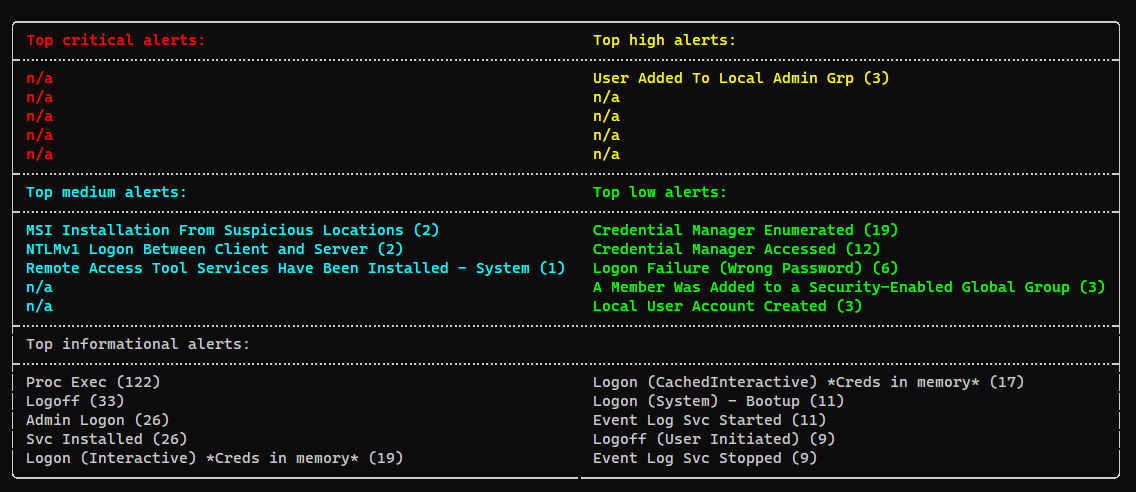 Top critical alerts:
n/a
n/a
n/a
n/a
n/a
Top high alerts:
User Added To Local Admin Grp (3)
n/a
n/a
n/a
n/a
Top medium alerts:
MSI Installation From Suspicious Locations (2)
NTLMv1 Logon Between Client and Server (2)
Remote Access Tool Services Have Been Installed - System (1)
n/a
n/a
Top low alerts:
Credential Manager Enumerated (19)
Credential Manager Accessed (12)
Logon Failure (Wrong Password) (6)
A Member Was Added to a Security-Enabled Global Group (3)
Local User Account Created (3)
Top informational alerts:
Proc Exec (122)
Logoff (33)
Admin Logon (26)
Svc Installed (26)
Logon (Interactive) *Creds in memory* (19)
Logon (CachedInteractive) *Creds in memory* (17)
Logon (System) - Bootup (11)
Event Log Svc Started (11)
Logoff (User Initiated) (9)
Event Log Svc Stopped (9)